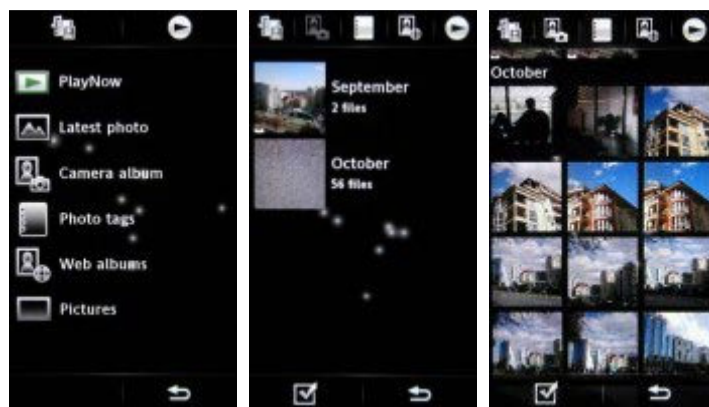 PlayNow
Latest photo
Camera album
Photo tags
Web albums
Pictures
September
2 files
October
56 files
October